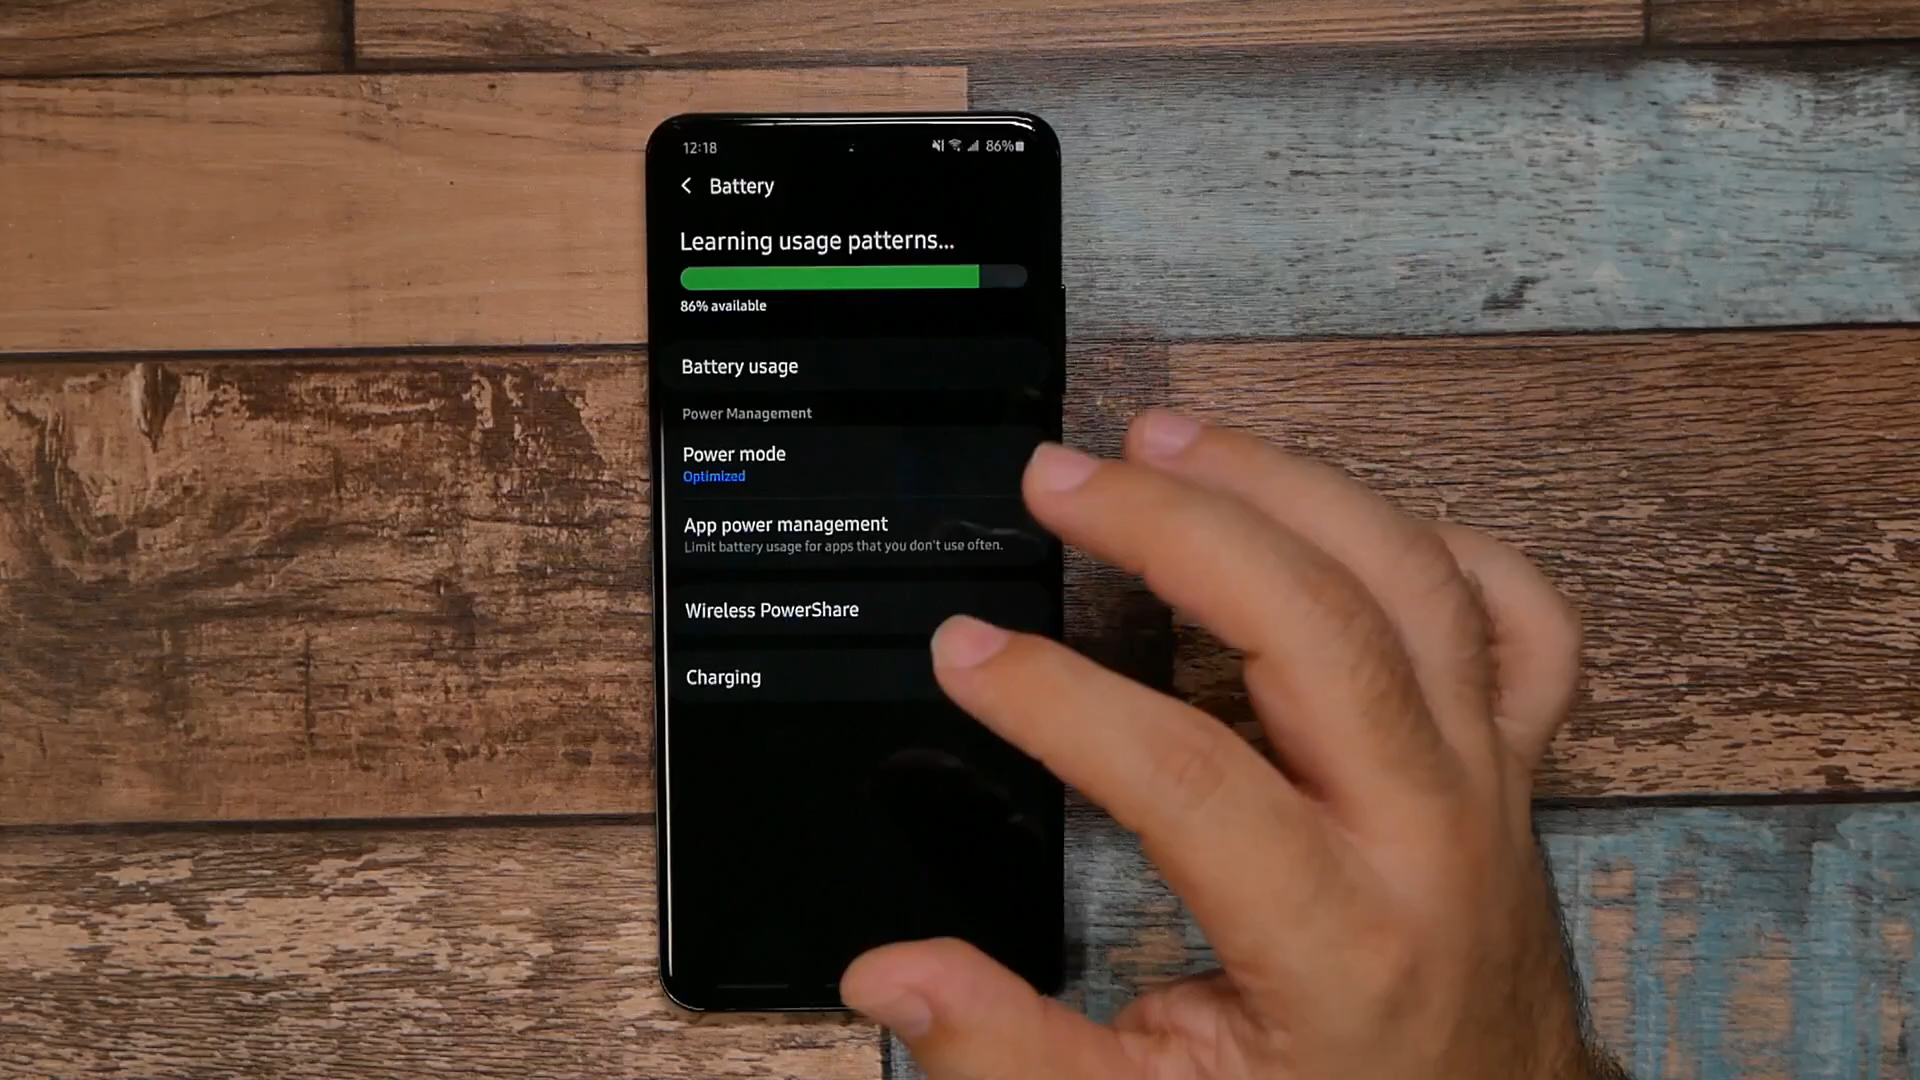 12:18
86%
Battery
Learning usage patterns...
86% available
Battery usage
Power Management
Power mode
Optimized
App power management
Limit battery usage for apps that you don't use often.
Wireless PowerShare
Charging